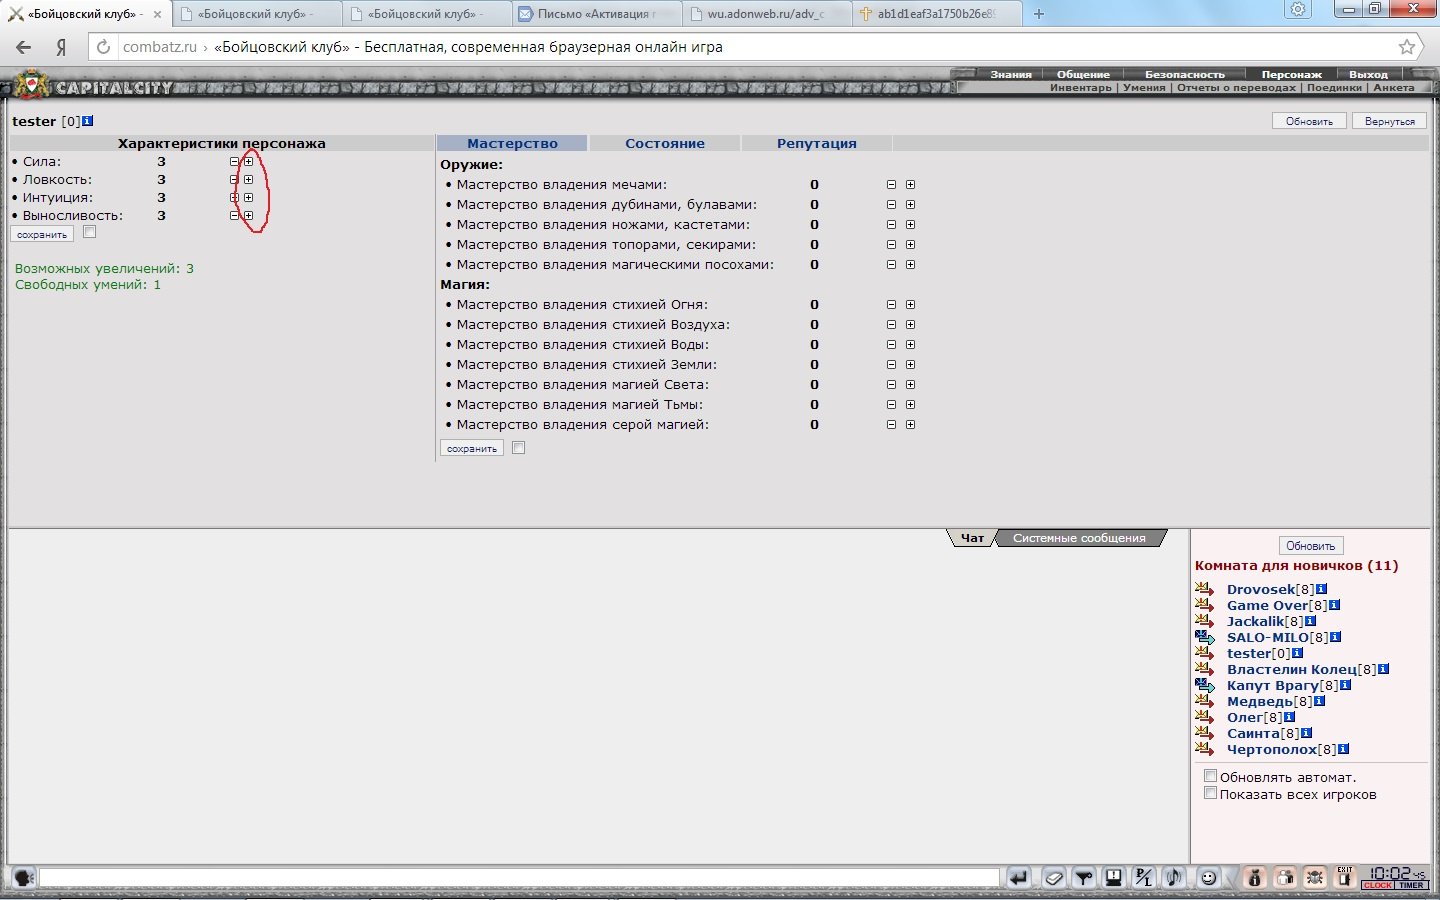 «Бойцовский клуб» -
«Бойцовский клуб» -
«Бойцовский клуб» -
Письмо «Активация
wu.adonweb.ru/adv_c
ab1d1eaf3a1750b26e89
combatz.ru › «Бойцовский клуб» - Бесплатная, современная браузерная онлайн игра
CAPITALCITY
Знания | Общение | Безопасность | Персонаж | Выход
Инвентарь | Умения | Отчеты о переводах | Поединки | Анкета
tester [0]
Обновить
Вернуться
Характеристики персонажа
• Сила: 3
• Ловкость: 3
• Интуиция: 3
• Выносливость: 3
сохранить
Возможных увеличений: 3
Свободных умений: 1
Мастерство
Состояние
Репутация
Оружие:
• Мастерство владения мечами: 0
• Мастерство владения дубинами, булавами: 0
• Мастерство владения ножами, кастетами: 0
• Мастерство владения топорами, секирами: 0
• Мастерство владения магическими посохами: 0
Магия:
• Мастерство владения стихией Огня: 0
• Мастерство владения стихией Воздуха: 0
• Мастерство владения стихией Воды: 0
• Мастерство владения стихией Земли: 0
• Мастерство владения магией Света: 0
• Мастерство владения магией Тьмы: 0
• Мастерство владения серой магией: 0
сохранить
Чат
Системные сообщения
Обновить
Комната для новичков (11)
Drovosek[8]
Game Over[8]
Jackalik[8]
SALO-MILO[8]
tester[0]
Властелин Колец[8]
Капут Врагу[8]
Медведь[8]
Олег[8]
Саинта[8]
Чертополох[8]
Обновлять автомат.
Показать всех игроков
P/L
EXIT
10:02 45
CLOCK TIMER